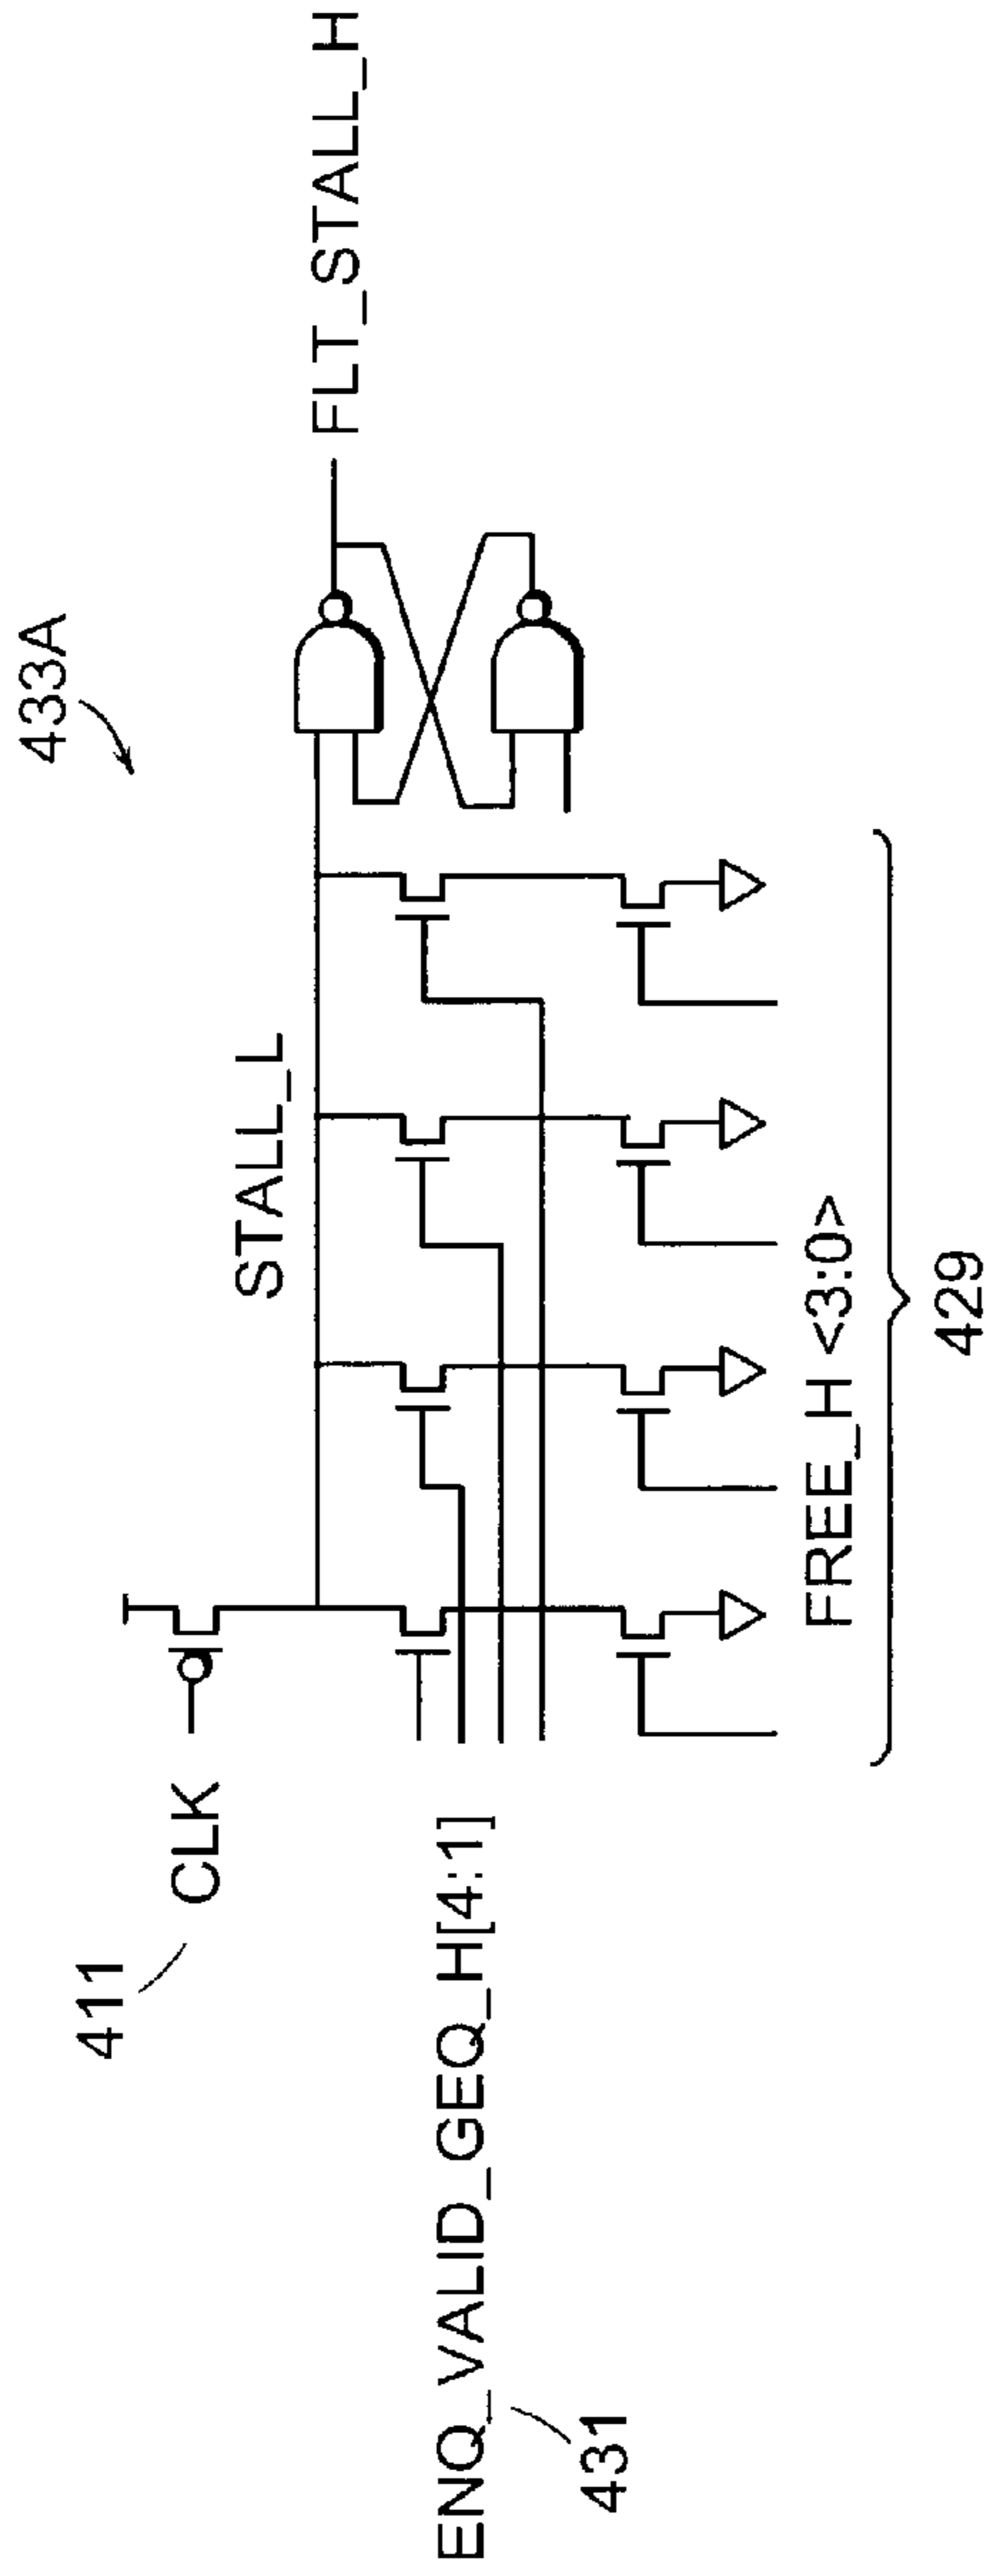 433A
411
CLK
STALL_L
FLT_STALL_H
ENQ_VALID_GEQ_H[4:1]
431
FREE_H <3:0>
429